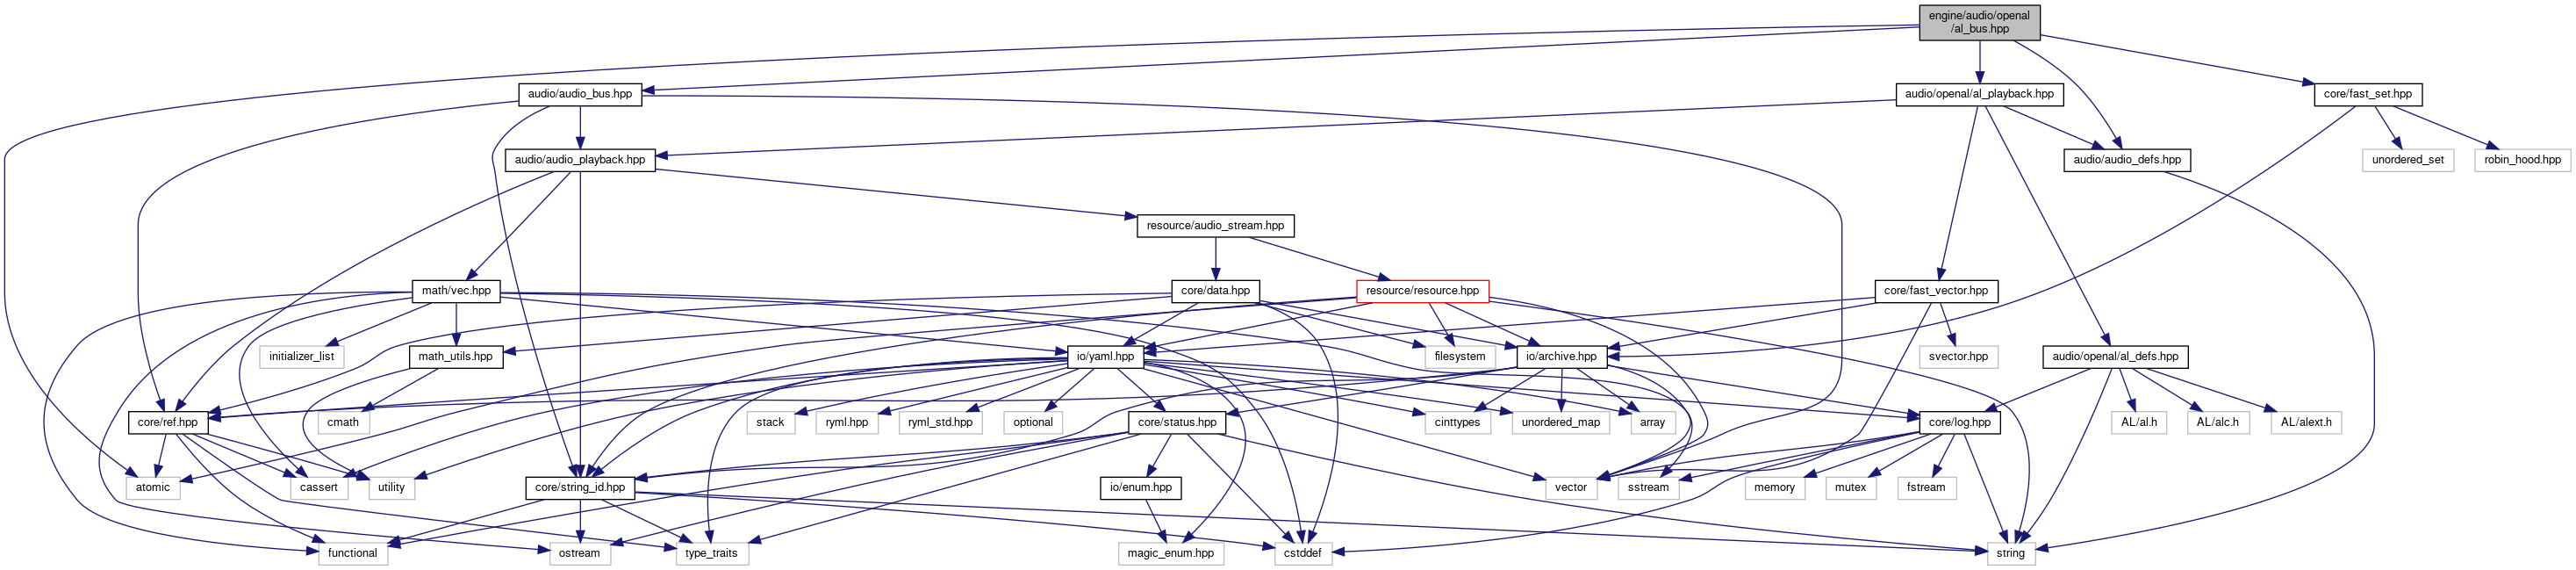 engine/audio/openal
/al_bus.hpp
audio/audio_bus.hpp
audio/openal/al_playback.hpp
core/fast_set.hpp
audio/audio_playback.hpp
audio/audio_defs.hpp
unordered_set
robin_hood.hpp
resource/audio_stream.hpp
math/vec.hpp
core/data.hpp
resource/resource.hpp
core/fast_vector.hpp
initializer_list
math_utils.hpp
io/yaml.hpp
filesystem
io/archive.hpp
svector.hpp
audio/openal/al_defs.hpp
core/ref.hpp
cmath
stack
ryml.hpp
ryml_std.hpp
optional
core/status.hpp
cinttypes
unordered_map
array
core/log.hpp
AL/al.h
AL/alc.h
AL/alext.h
atomic
cassert
utility
core/string_id.hpp
io/enum.hpp
vector
sstream
memory
mutex
fstream
functional
ostream
type_traits
magic_enum.hpp
cstddef
string